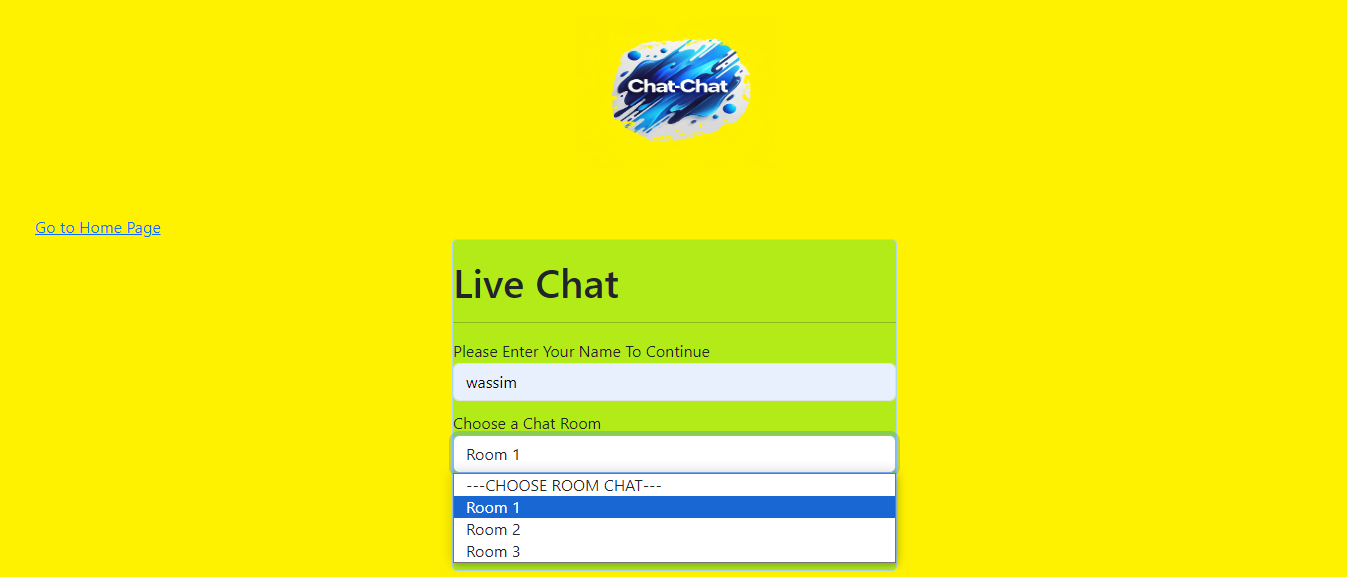 Chat-Chat
Go to Home Page
Live Chat
Please Enter Your Name To Continue
wassim
Choose a Chat Room
Room 1
---CHOOSE ROOM CHAT---
Room 1
Room 2
Room 3